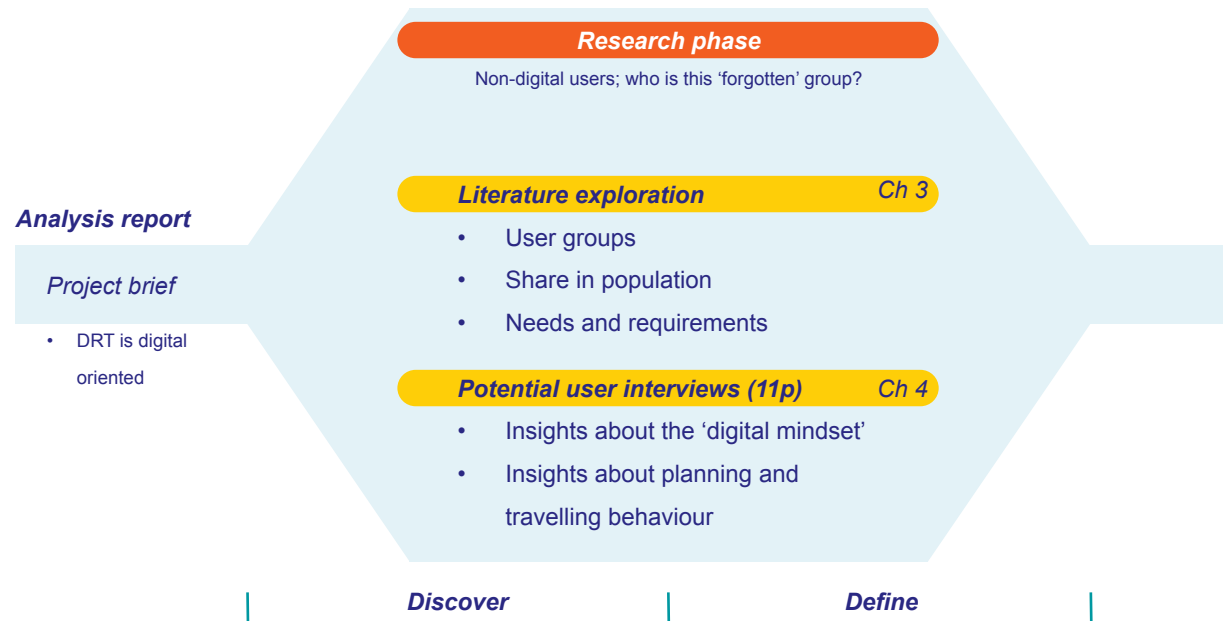 Research phase
Non-digital users; who is this ‘forgotten’ group?
Literature exploration Ch 3
• User groups
• Share in population
• Needs and requirements
Analysis report
Project brief
• DRT is digital
oriented
Potential user interviews (11p) Ch 4
• Insights about the ‘digital mindset’
• Insights about planning and
travelling behaviour
Discover
Define